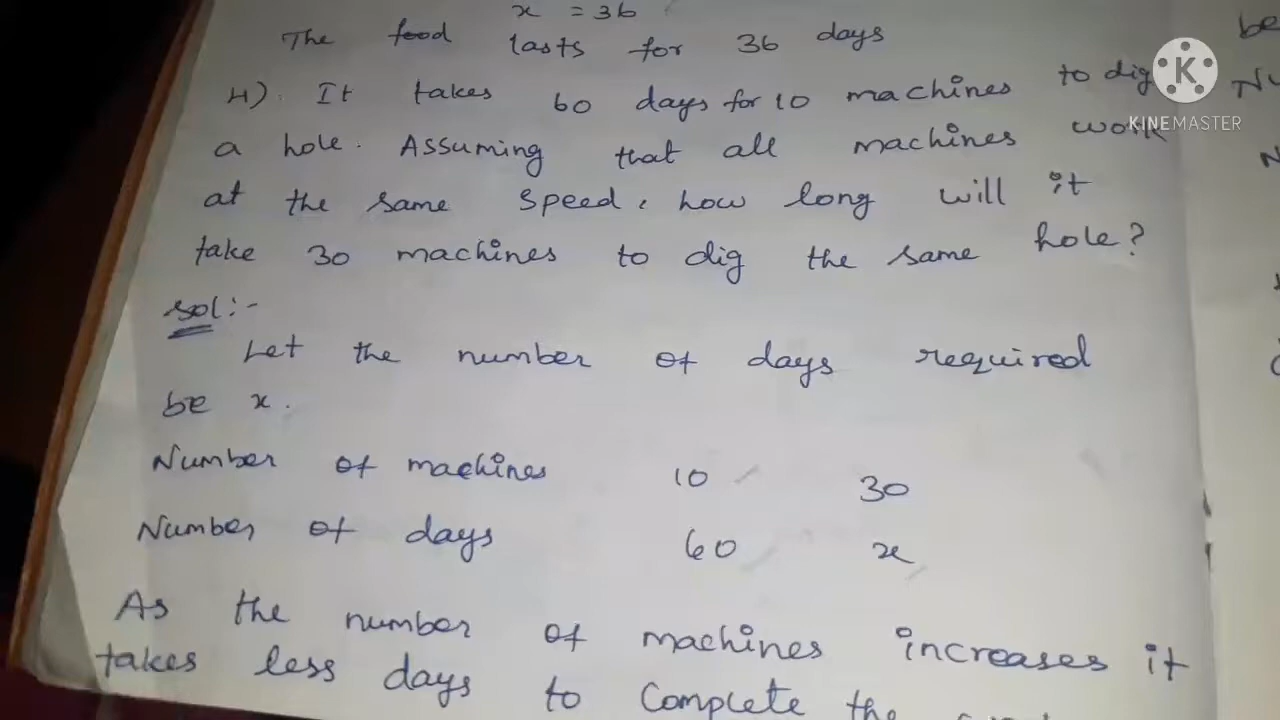 x = 36
The food lasts for 36 days
4). It takes 60 days for 10 machines to dig
a hole. Assuming that all machines work
at the same speed, how long will it
take 30 machines to dig the same hole?
Sol:-
Let the number of days required
be x.
Number of machines 10 30
Number of days 60 x
As the number of machines increases it
takes less days to complete the
K
KINEMASTER
be